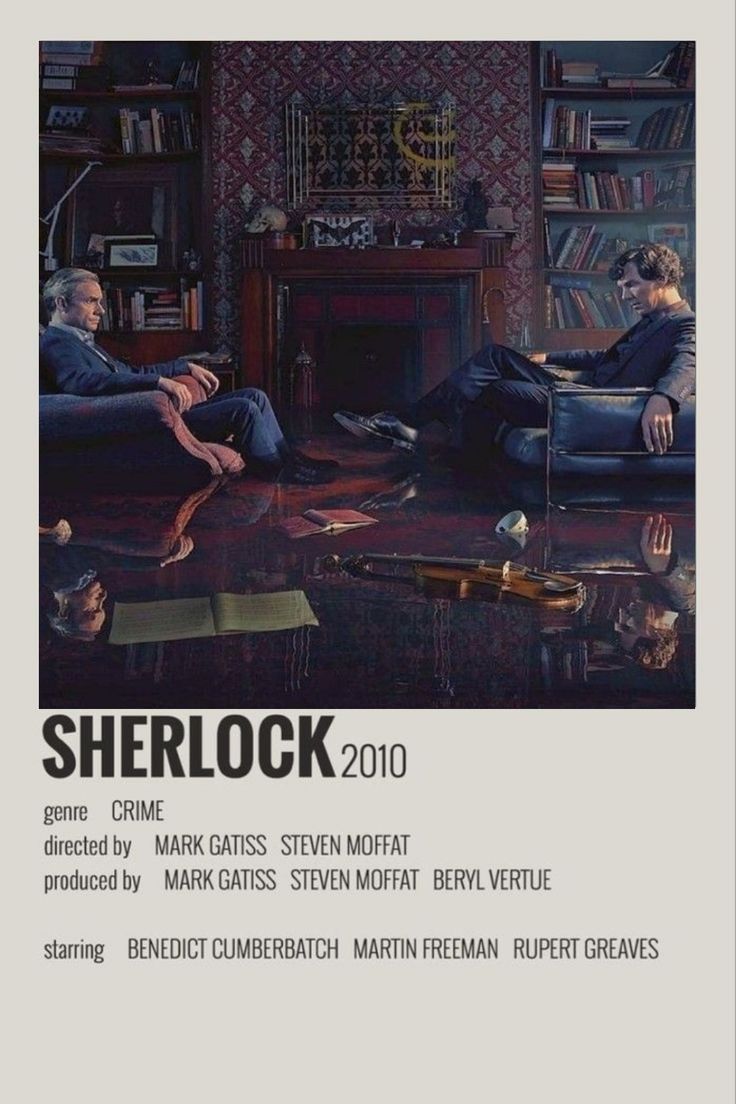 SHERLOCK 2010
genre CRIME
directed by MARK GATISS STEVEN MOFFAT
produced by MARK GATISS STEVEN MOFFAT BERYL VERTUE
starring BENEDICT CUMBERBATCH MARTIN FREEMAN RUPERT GREAVES